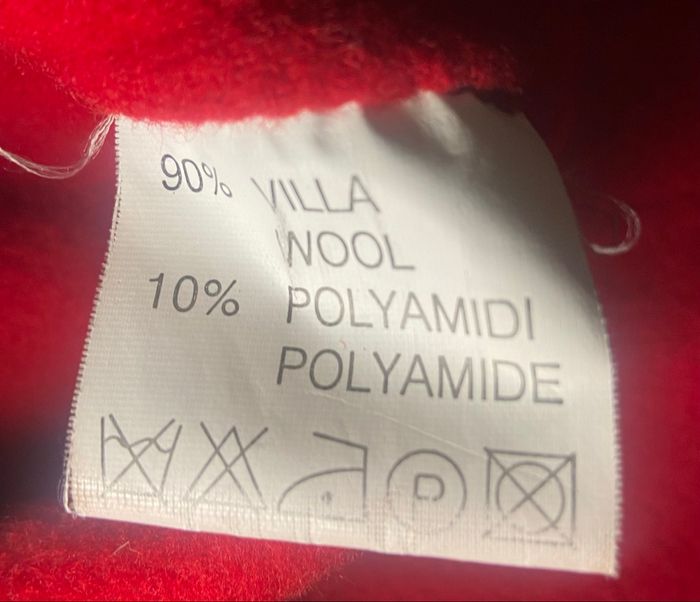 90% VILLA
WOOL
10% POLYAMIDI
POLYAMIDE
P